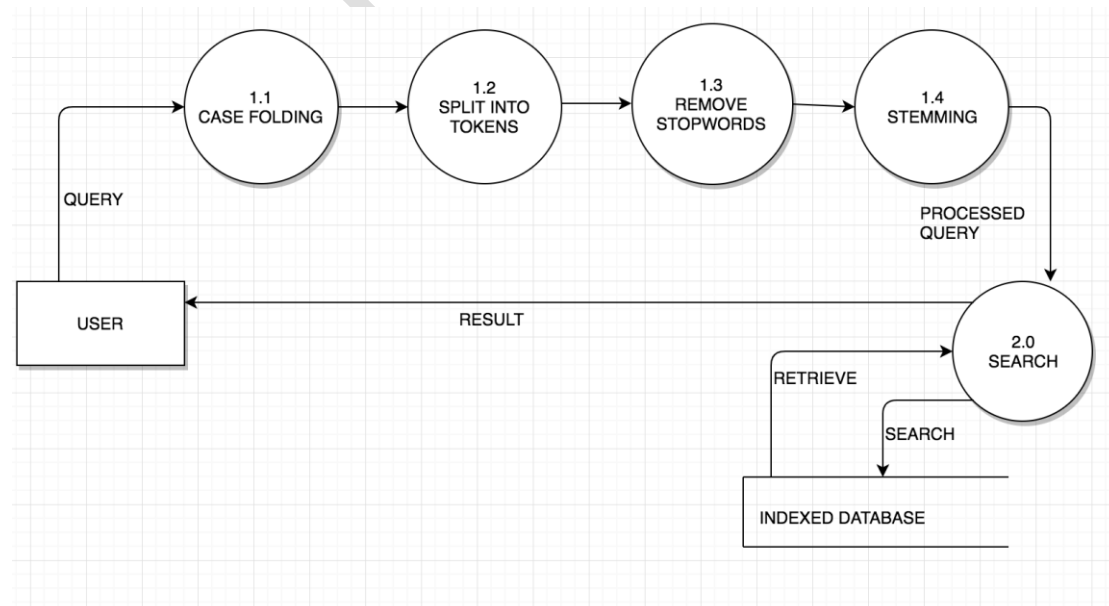 1.1
CASE FOLDING
1.2
SPLIT INTO
TOKENS
1.3
REMOVE
STOPWORDS
1.4
STEMMING
QUERY
PROCESSED
QUERY
USER
RESULT
2.0
SEARCH
RETRIEVE
SEARCH
INDEXED DATABASE